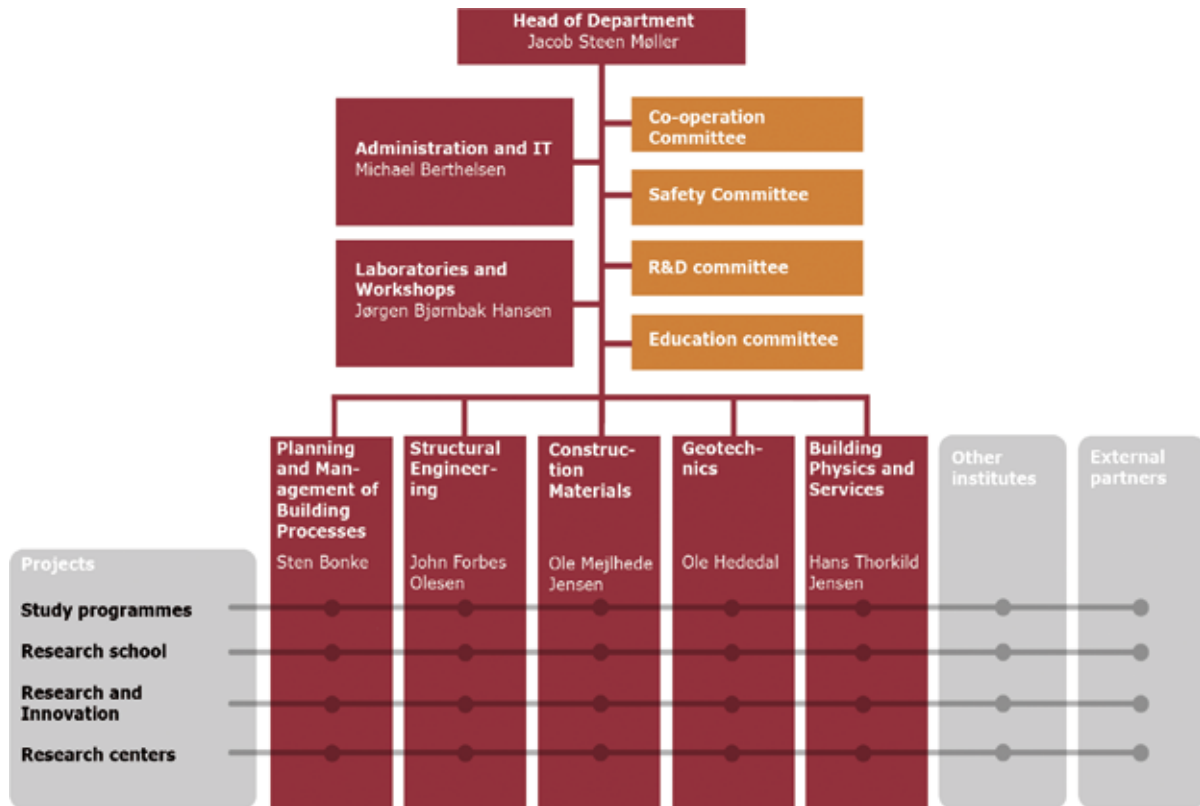 Head of Department
Jacob Steen Møller
Administration and IT
Michael Berthelsen
Laboratories and
Workshops
Jørgen Bjørnbak Hansen
Co-operation
Committee
Safety Committee
R&D committee
Education committee
Planning
and Man-
agement of
Building
Processes
Sten Bonke
Structural
Engineer-
ing
John Forbes
Olesen
Construc-
tion
Materials
Ole Mejlhede
Jensen
Geotech-
nics
Ole Hededal
Building
Physics and
Services
Hans Thorkild
Jensen
Other
institutes
External
partners
Projects
Study programmes
Research school
Research and
Innovation
Research centers